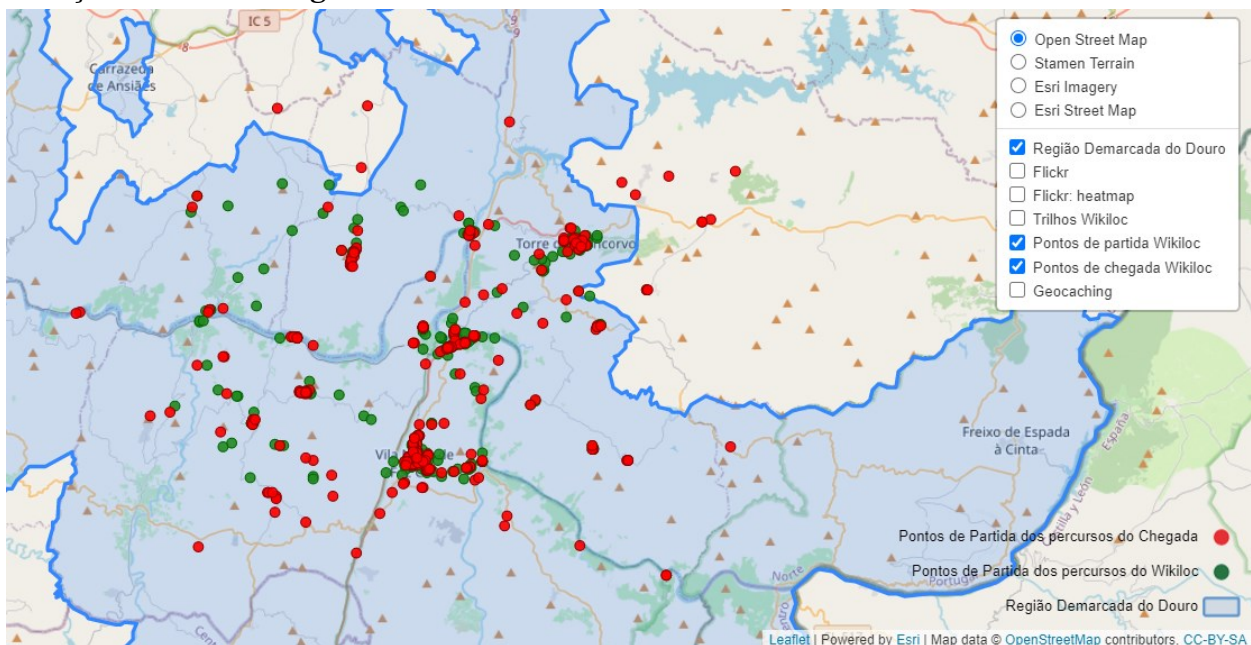 IC 5
8
Carrazeda
de Ansiães
Open Street Map
Stamen Terrain
Esri Imagery
Esri Street Map
Região Demarcada do Douro
Flickr
Flickr: heatmap
Trilhos Wikiloc
Pontos de partida Wikiloc
Pontos de chegada Wikiloc
Geocaching
España
Freixo de Espada
à Cinta
Castilla y León
Pontos de Partida dos percursos do Chegada
Pontos de Partida dos percursos do Wikiloc
Norte
Portugal
Centro
Região Demarcada do Douro
Leaflet | Powered by Esri | Map data © OpenStreetMap contributors, CC-BY-SA